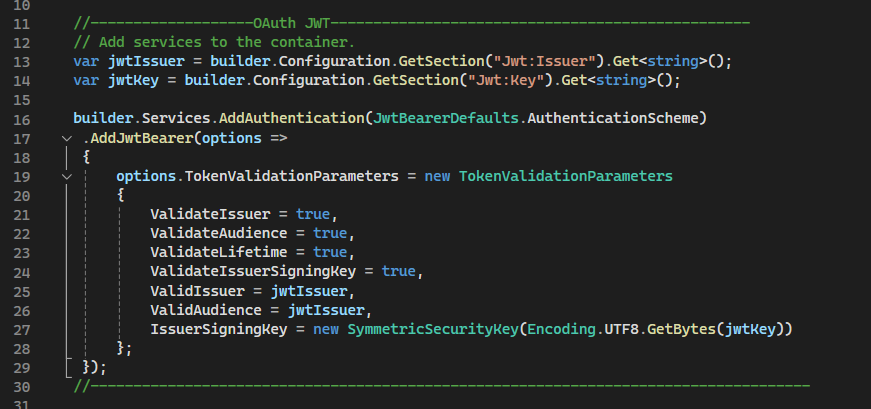 10
11 //-------------------OAuth JWT-------------------------------------------------
12 // Add services to the container.
13 var jwtIssuer = builder.Configuration.GetSection("Jwt:Issuer").Get<string>();
14 var jwtKey = builder.Configuration.GetSection("Jwt:Key").Get<string>();
15
16 builder.Services.AddAuthentication(JwtBearerDefaults.AuthenticationScheme)
17 .AddJwtBearer(options =>
18 {
19 options.TokenValidationParameters = new TokenValidationParameters
20 {
21 ValidateIssuer = true,
22 ValidateAudience = true,
23 ValidateLifetime = true,
24 ValidateIssuerSigningKey = true,
25 ValidIssuer = jwtIssuer,
26 ValidAudience = jwtIssuer,
27 IssuerSigningKey = new SymmetricSecurityKey(Encoding.UTF8.GetBytes(jwtKey))
28 };
29 });
30 //------------------------------------------------------------------------------------
31